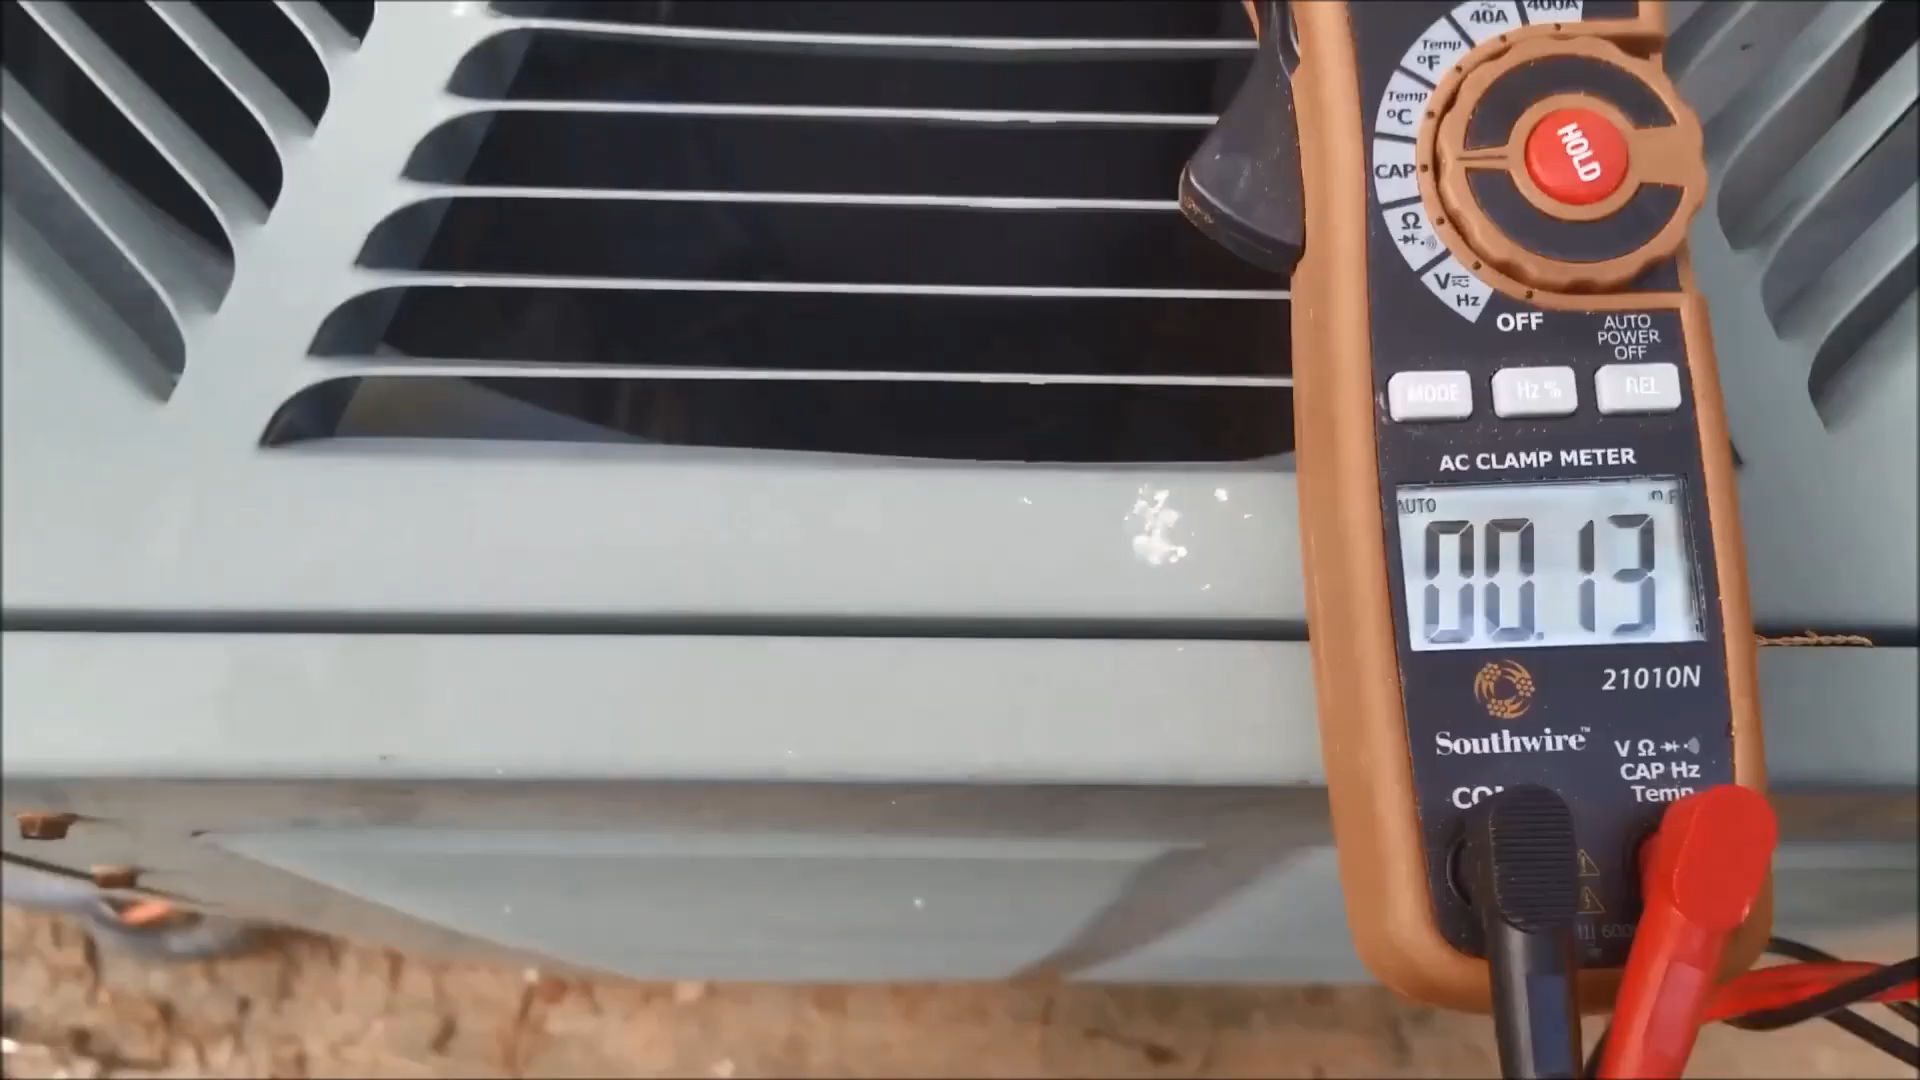 40A 400A
Temp
°F
Temp
°C
CAP
Ω
V
Hz
HOLD
OFF
AUTO
POWER
OFF
MODE Hz % REL
AC CLAMP METER
AUTO n F
00.13
21010N
Southwire™
V Ω
CAP Hz
Temp